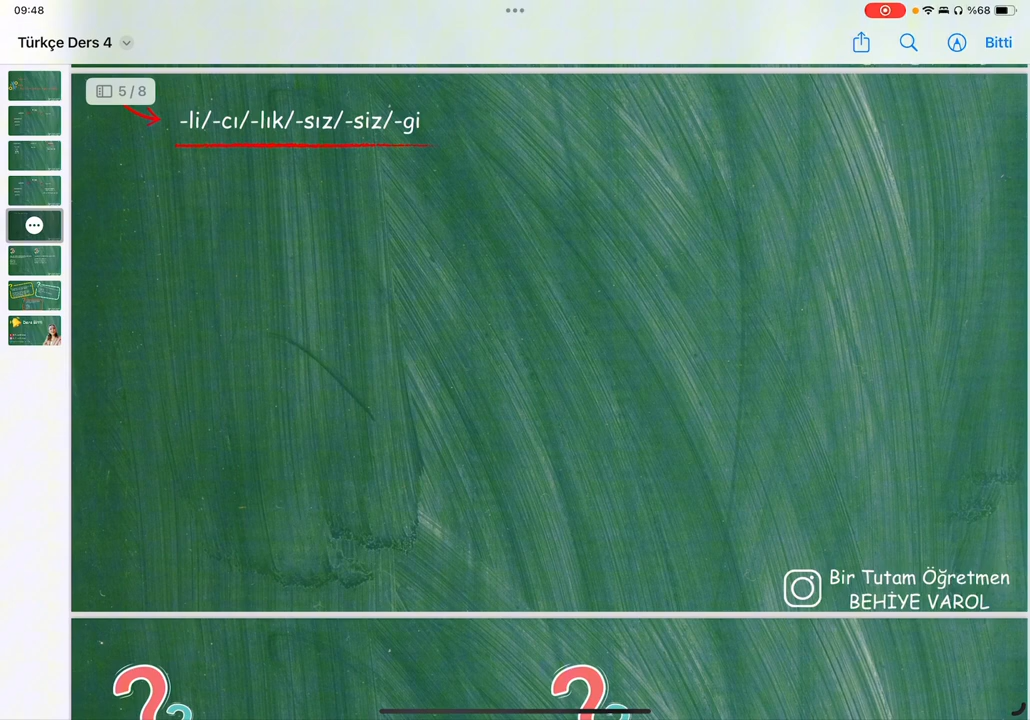 09:48
%68
Türkçe Ders 4
Bitti
5 / 8
-li/-cı/-lık/-sız/-siz/-gi
Bir Tutam Öğretmen
BEHİYE VAROL